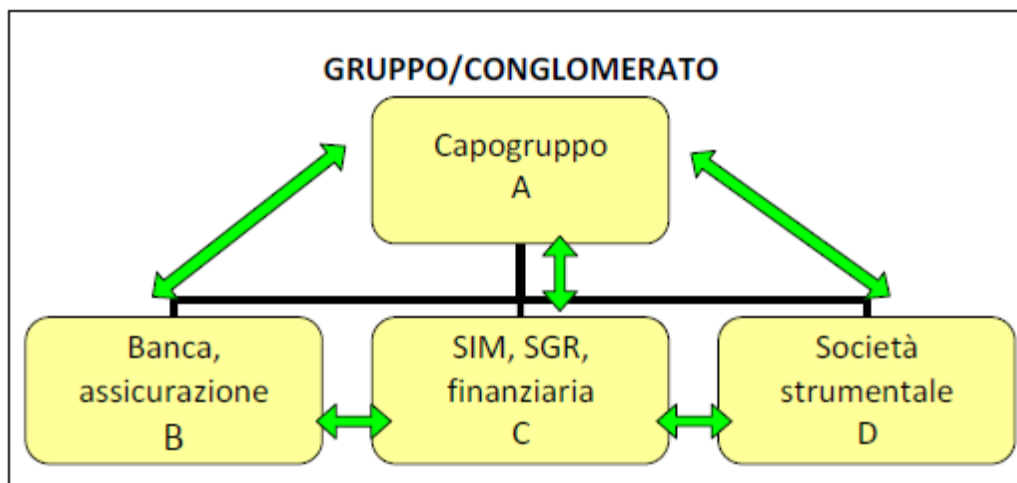 GRUPPO/CONGLOMERATO
Capogruppo
A
Banca,
assicurazione
B
SIM, SGR,
finanziaria
C
Società
strumentale
D